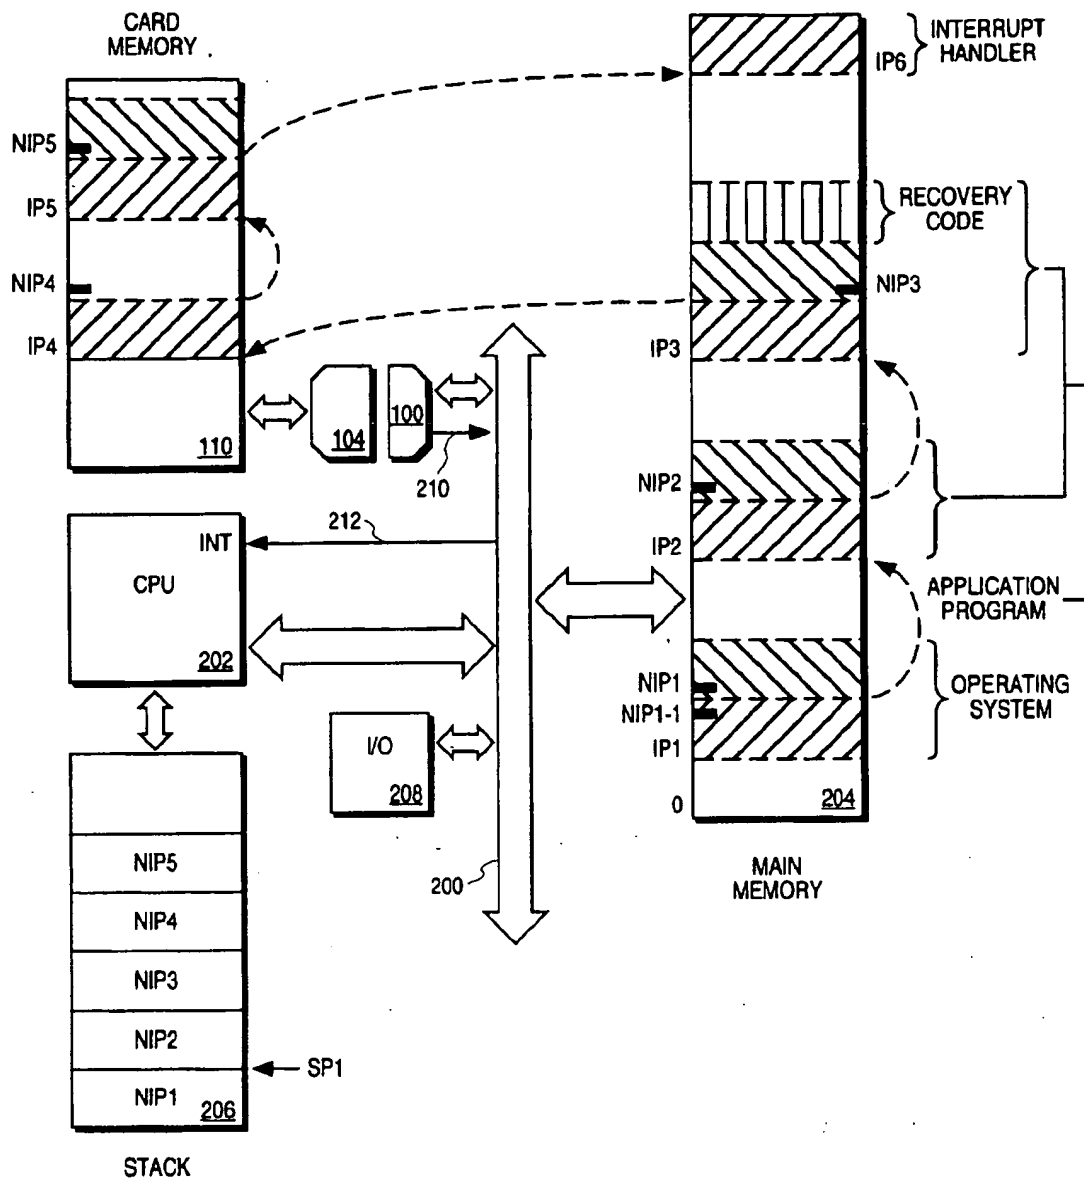 CARD
MEMORY
NIP5
IP5
NIP4
IP4
110
104
100
210
212
INT
CPU
202
I/O
208
200
NIP5
NIP4
NIP3
NIP2
NIP1
206
SP1
STACK
INTERRUPT
HANDLER
IP6
RECOVERY
CODE
NIP3
IP3
NIP2
IP2
APPLICATION
PROGRAM
NIP1
NIP1-1
IP1
OPERATING
SYSTEM
0
204
MAIN
MEMORY